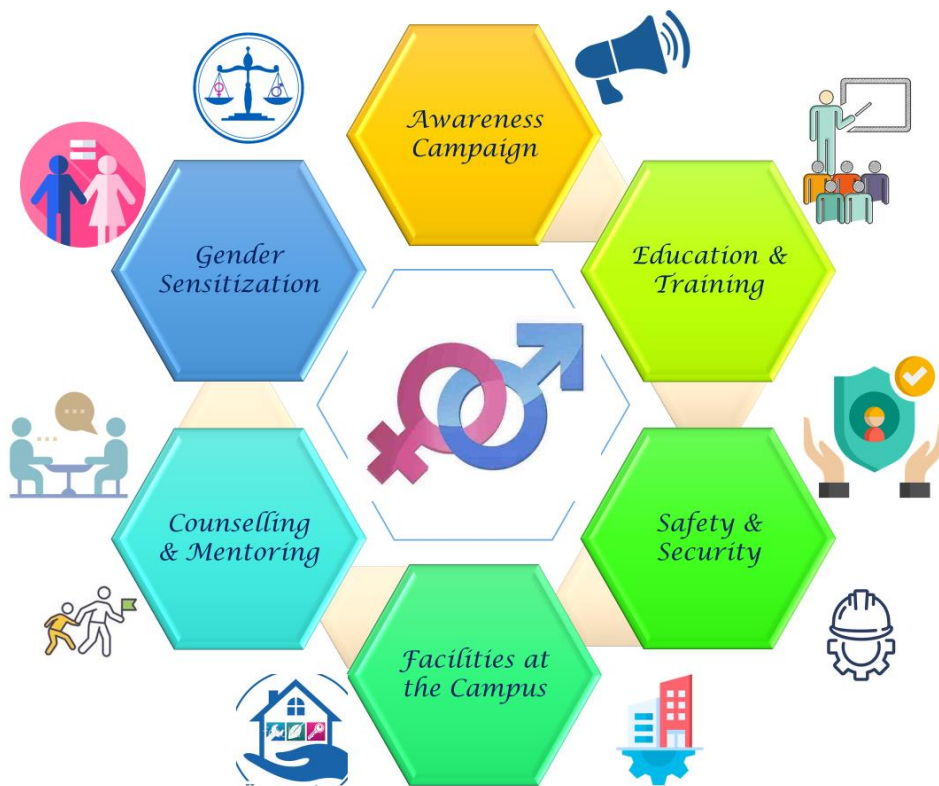 Awareness
Campaign
Education &
Training
Safety &
Security
Facilities at
the Campus
Counselling
& Mentoring
Gender
Sensitization